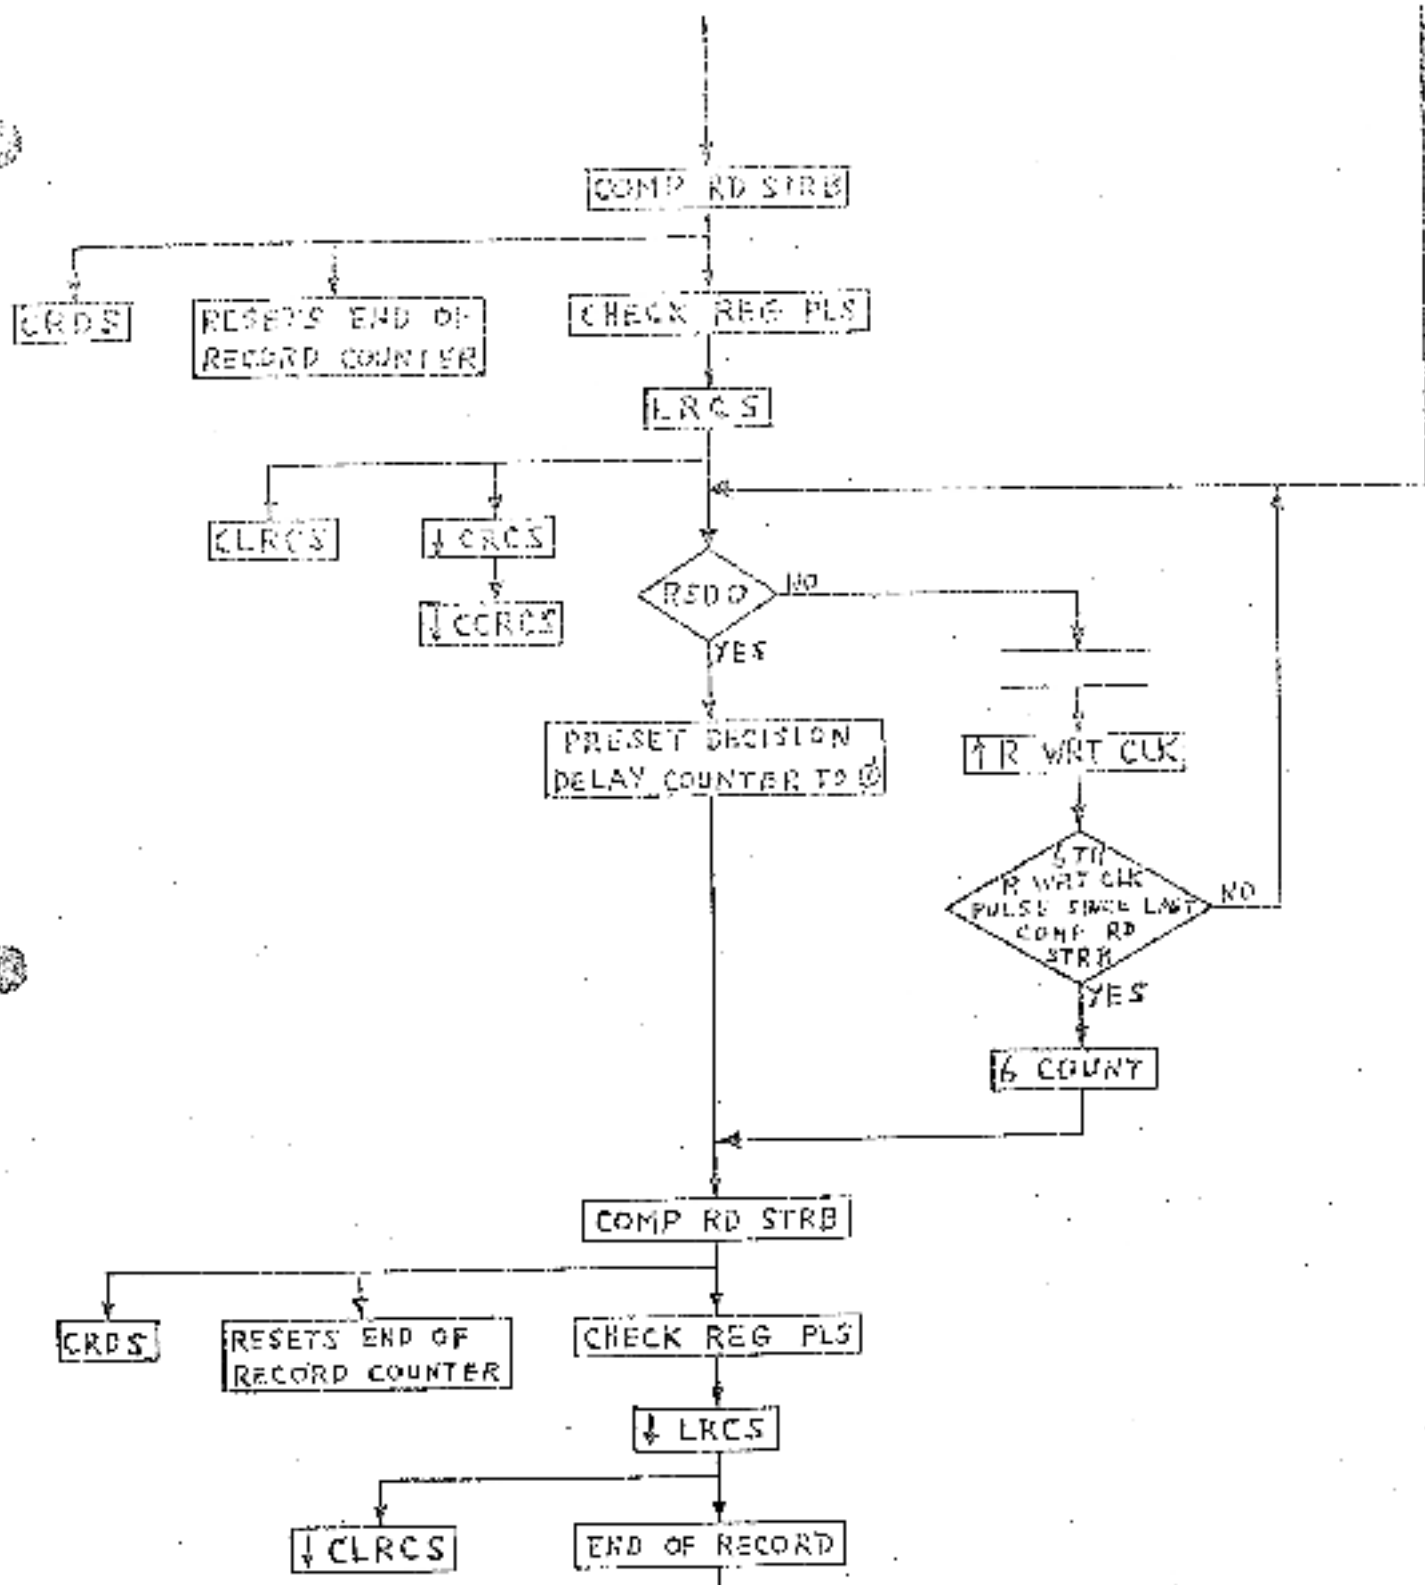 COMP RD STRB
CRDS
RESETS END OF
RECORD COUNTER
CHECK REG PLS
LRCS
CLRCS
↓ CRCS
↓ CCRCS
RSDO
NO
YES
PRESET DECISION
DELAY COUNTER TO Ø
↑ R WRT CLK
6TH
R WRT CLK
PULSE SINCE LAST
COMP RD
STRB
NO
YES
6 COUNT
COMP RD STRB
CRDS
RESETS END OF
RECORD COUNTER
CHECK REG PLS
↓ LRCS
↓ CLRCS
END OF RECORD